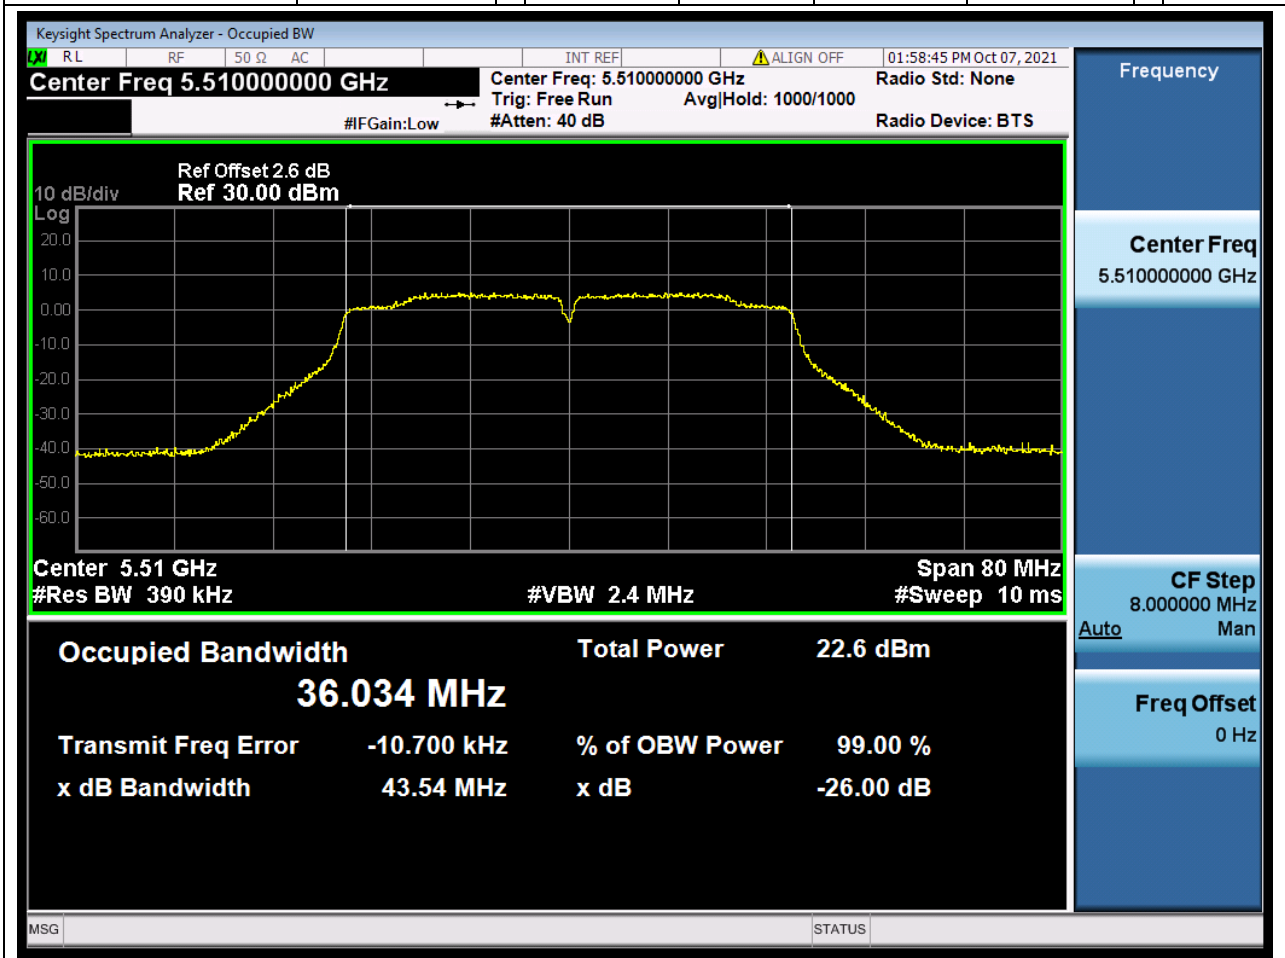 Keysight Spectrum Analyzer - Occupied BW
LXI RL RF 50 Ω AC INT REF ALIGN OFF 01:58:45 PM Oct 07, 2021
Center Freq 5.510000000 GHz
Center Freq: 5.510000000 GHz Radio Std: None
Trig: Free Run Avg|Hold: 1000/1000
#IFGain:Low #Atten: 40 dB Radio Device: BTS
Ref Offset 2.6 dB
10 dB/div Ref 30.00 dBm
Log
20.0
10.0
0.00
-10.0
-20.0
-30.0
-40.0
-50.0
-60.0
Center 5.51 GHz Span 80 MHz
#Res BW 390 kHz #VBW 2.4 MHz #Sweep 10 ms
Occupied Bandwidth Total Power 22.6 dBm
36.034 MHz
Transmit Freq Error -10.700 kHz % of OBW Power 99.00 %
x dB Bandwidth 43.54 MHz x dB -26.00 dB
Frequency
Center Freq
5.510000000 GHz
CF Step
8.000000 MHz
Auto Man
Freq Offset
0 Hz
MSG STATUS